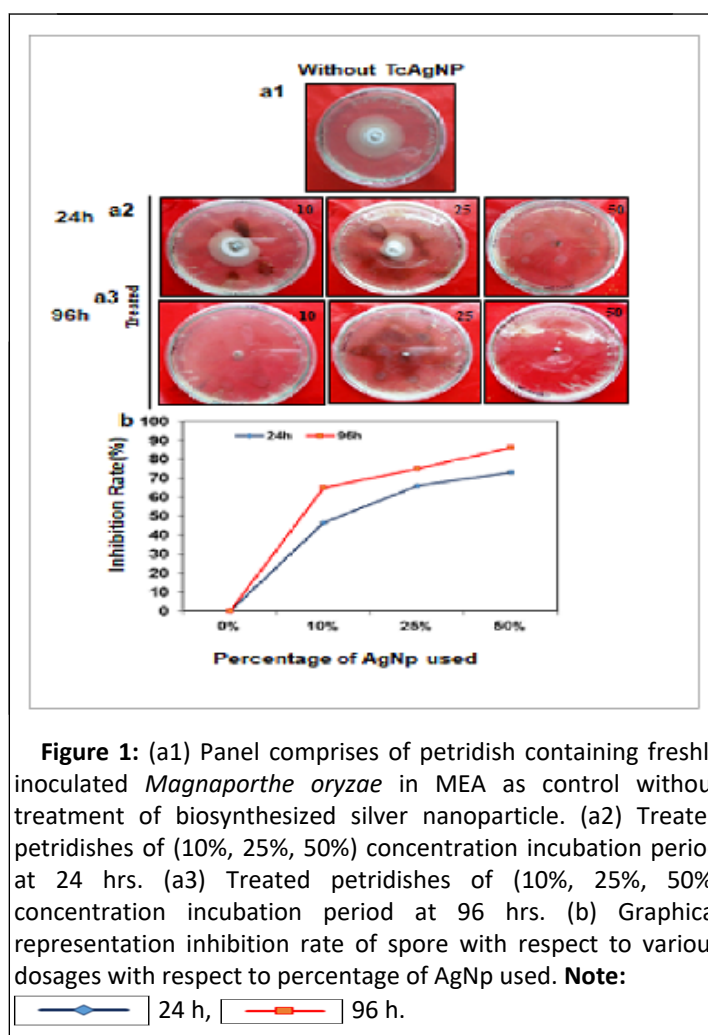 Without TcAgNP
a1
24h a2 10 25 50
96h a3 Treated 10 25 50
b
24h 96h
Inhibition Rate(%)
100
90
80
70
60
50
40
30
20
10
0
0% 10% 25% 50%
Percentage of AgNp used
Figure 1: (a1) Panel comprises of petridish containing freshl
inoculated Magnaporthe oryzae in MEA as control withou
treatment of biosynthesized silver nanoparticle. (a2) Treate
petridishes of (10%, 25%, 50%) concentration incubation perio
at 24 hrs. (a3) Treated petridishes of (10%, 25%, 50%
concentration incubation period at 96 hrs. (b) Graphica
representation inhibition rate of spore with respect to variou
dosages with respect to percentage of AgNp used. Note:
24 h, 96 h.